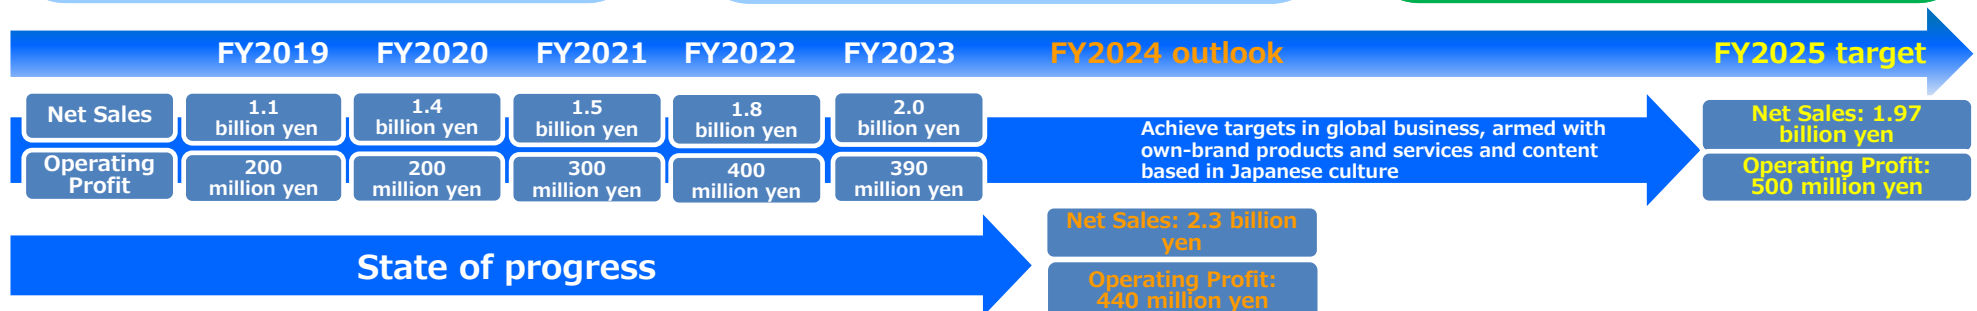 FY2019 FY2020 FY2021 FY2022 FY2023 FY2024 outlook FY2025 target
Net Sales
1.1
billion yen
1.4
billion yen
1.5
billion yen
1.8
billion yen
2.0
billion yen
Operating
Profit
200
million yen
200
million yen
300
million yen
400
million yen
390
million yen
Achieve targets in global business, armed with
own-brand products and services and content
based in Japanese culture
Net Sales: 1.97
billion yen
Operating Profit:
500 million yen
State of progress
Net Sales: 2.3 billion
yen
Operating Profit:
440 million yen